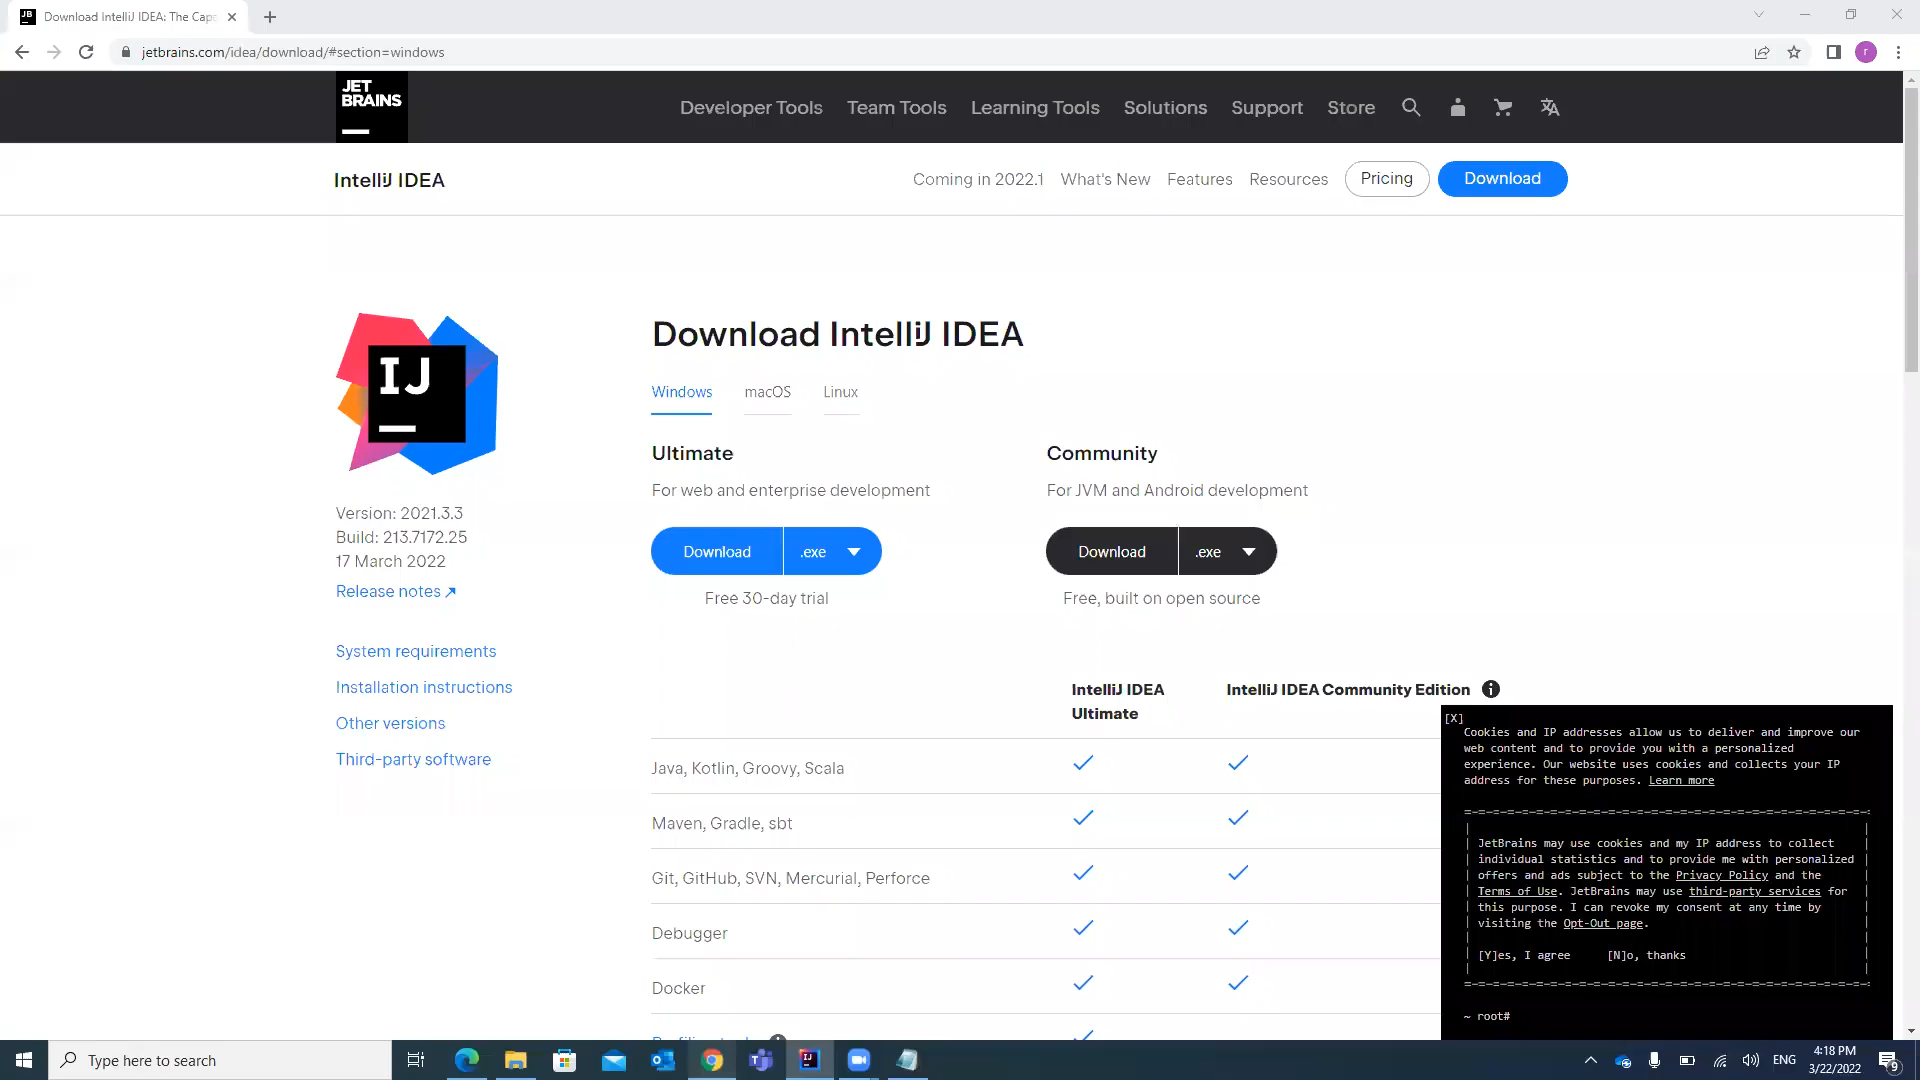 JB
Download IntelliJ IDEA: The Cape
jetbrains.com/idea/download/#section=windows
r
JET
BRAINS
Developer Tools
Team Tools
Learning Tools
Solutions
Support
Store
IntelliJ IDEA
Coming in 2022.1
What's New
Features
Resources
Pricing
Download
IJ
Version: 2021.3.3
Build: 213.7172.25
17 March 2022
Release notes ↗
System requirements
Installation instructions
Other versions
Third-party software
Download IntelliJ IDEA
Windows
macOS
Linux
Ultimate
For web and enterprise development
Download
.exe
Free 30-day trial
Community
For JVM and Android development
Download
.exe
Free, built on open source
IntelliJ IDEA
Ultimate
IntelliJ IDEA Community Edition
Java, Kotlin, Groovy, Scala
Maven, Gradle, sbt
Git, GitHub, SVN, Mercurial, Perforce
Debugger
Docker
[X]
Cookies and IP addresses allow us to deliver and improve our
web content and to provide you with a personalized
experience. Our website uses cookies and collects your IP
address for these purposes. Learn more
JetBrains may use cookies and my IP address to collect
individual statistics and to provide me with personalized
offers and ads subject to the Privacy Policy and the
Terms of Use. JetBrains may use third-party services for
this purpose. I can revoke my consent at any time by
visiting the Opt-Out page.
[Y]es, I agree
[N]o, thanks
~ root#
Type here to search
ENG
4:18 PM
3/22/2022
9